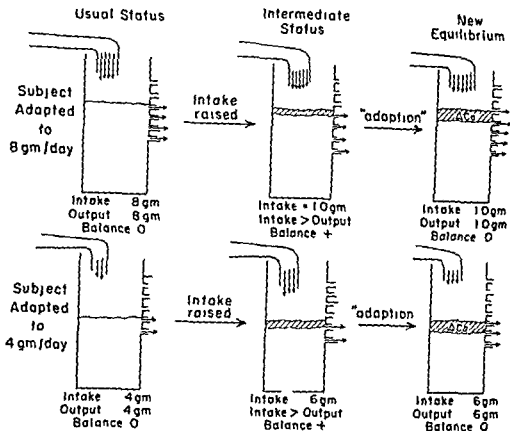 Usual Status
Intermediate
Status
New
Equilibrium
Subject
Adapted
to
8 gm/day
Intake
raised
"adaption"
Intake 8 gm
Output 8 gm
Balance 0
Intake = 10 gm
Intake > Output
Balance +
Intake 10 gm
Output 10 gm
Balance 0
Subject
Adapted
to
4 gm/day
Intake
raised
"adaption
Intake 4 gm
Output 4 gm
Balance 0
6 gm
Intake > Output
Balance +
Intake 6 gm
Output 6 gm
Balance 0